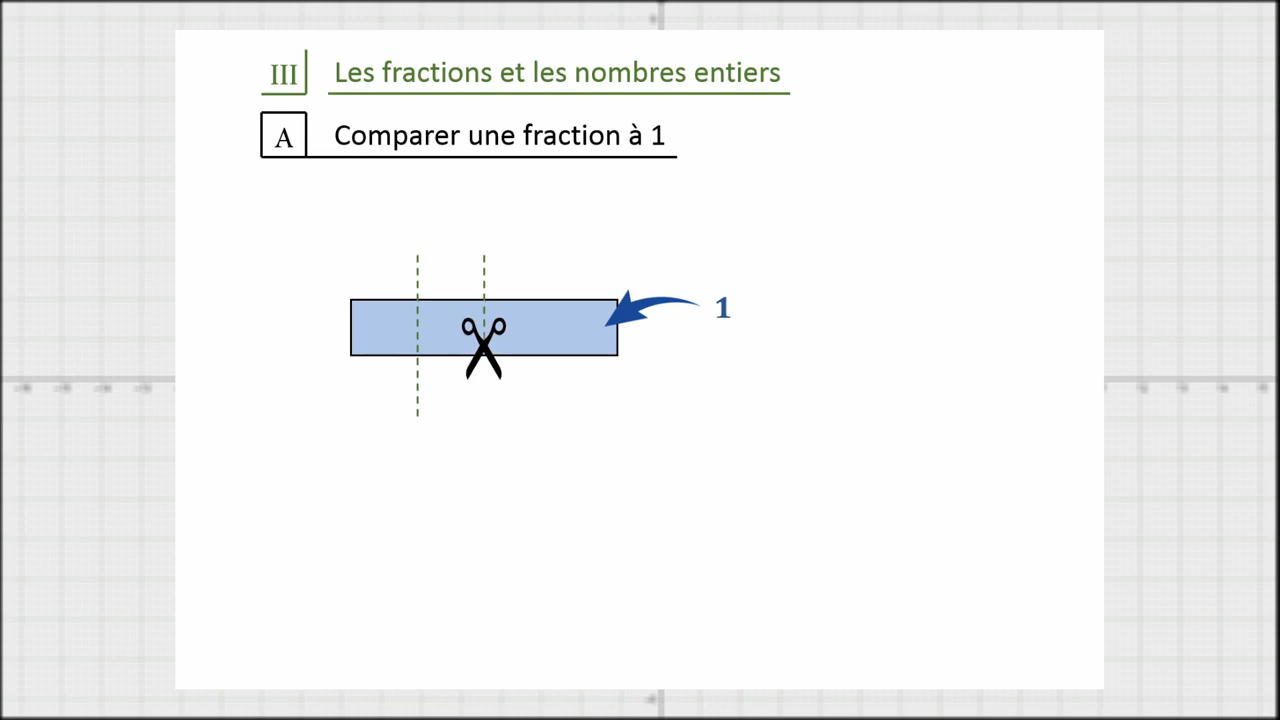 III Les fractions et les nombres entiers
A Comparer une fraction à 1
1